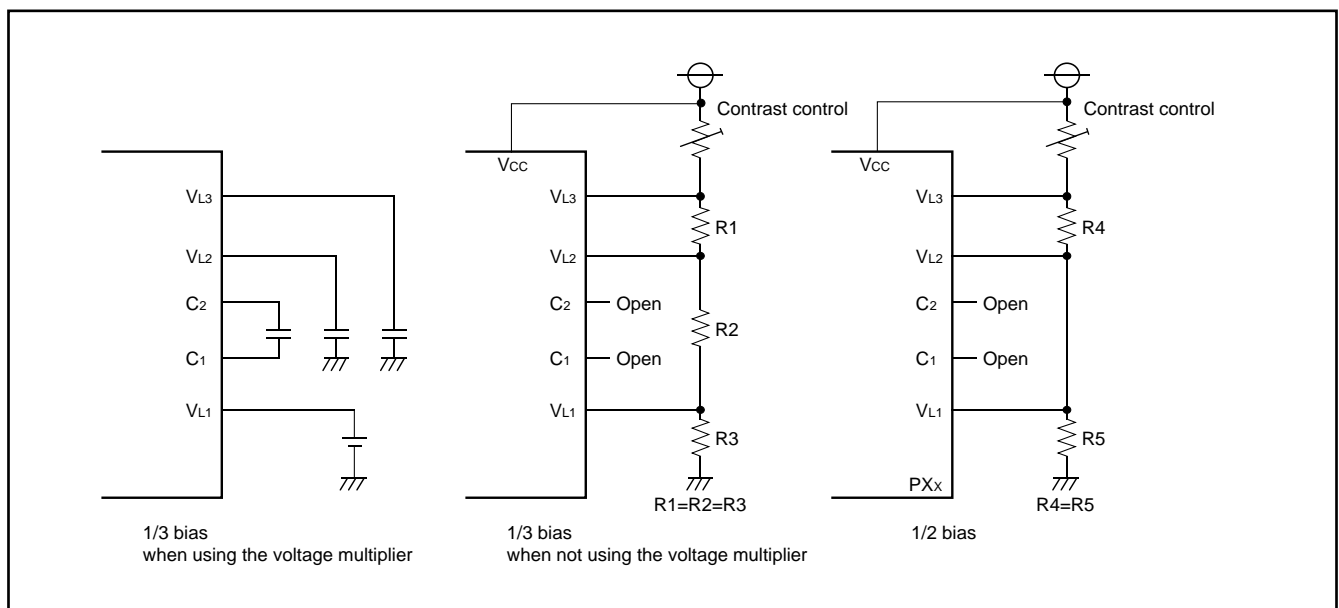 VL3
VL2
C2
C1
VL1
1/3 bias
when using the voltage multiplier
Contrast control
VCC
VL3
R1
VL2
C2
Open
R2
C1
Open
VL1
R3
R1=R2=R3
1/3 bias
when not using the voltage multiplier
Contrast control
VCC
VL3
R4
VL2
C2
Open
C1
Open
VL1
R5
PXx
R4=R5
1/2 bias